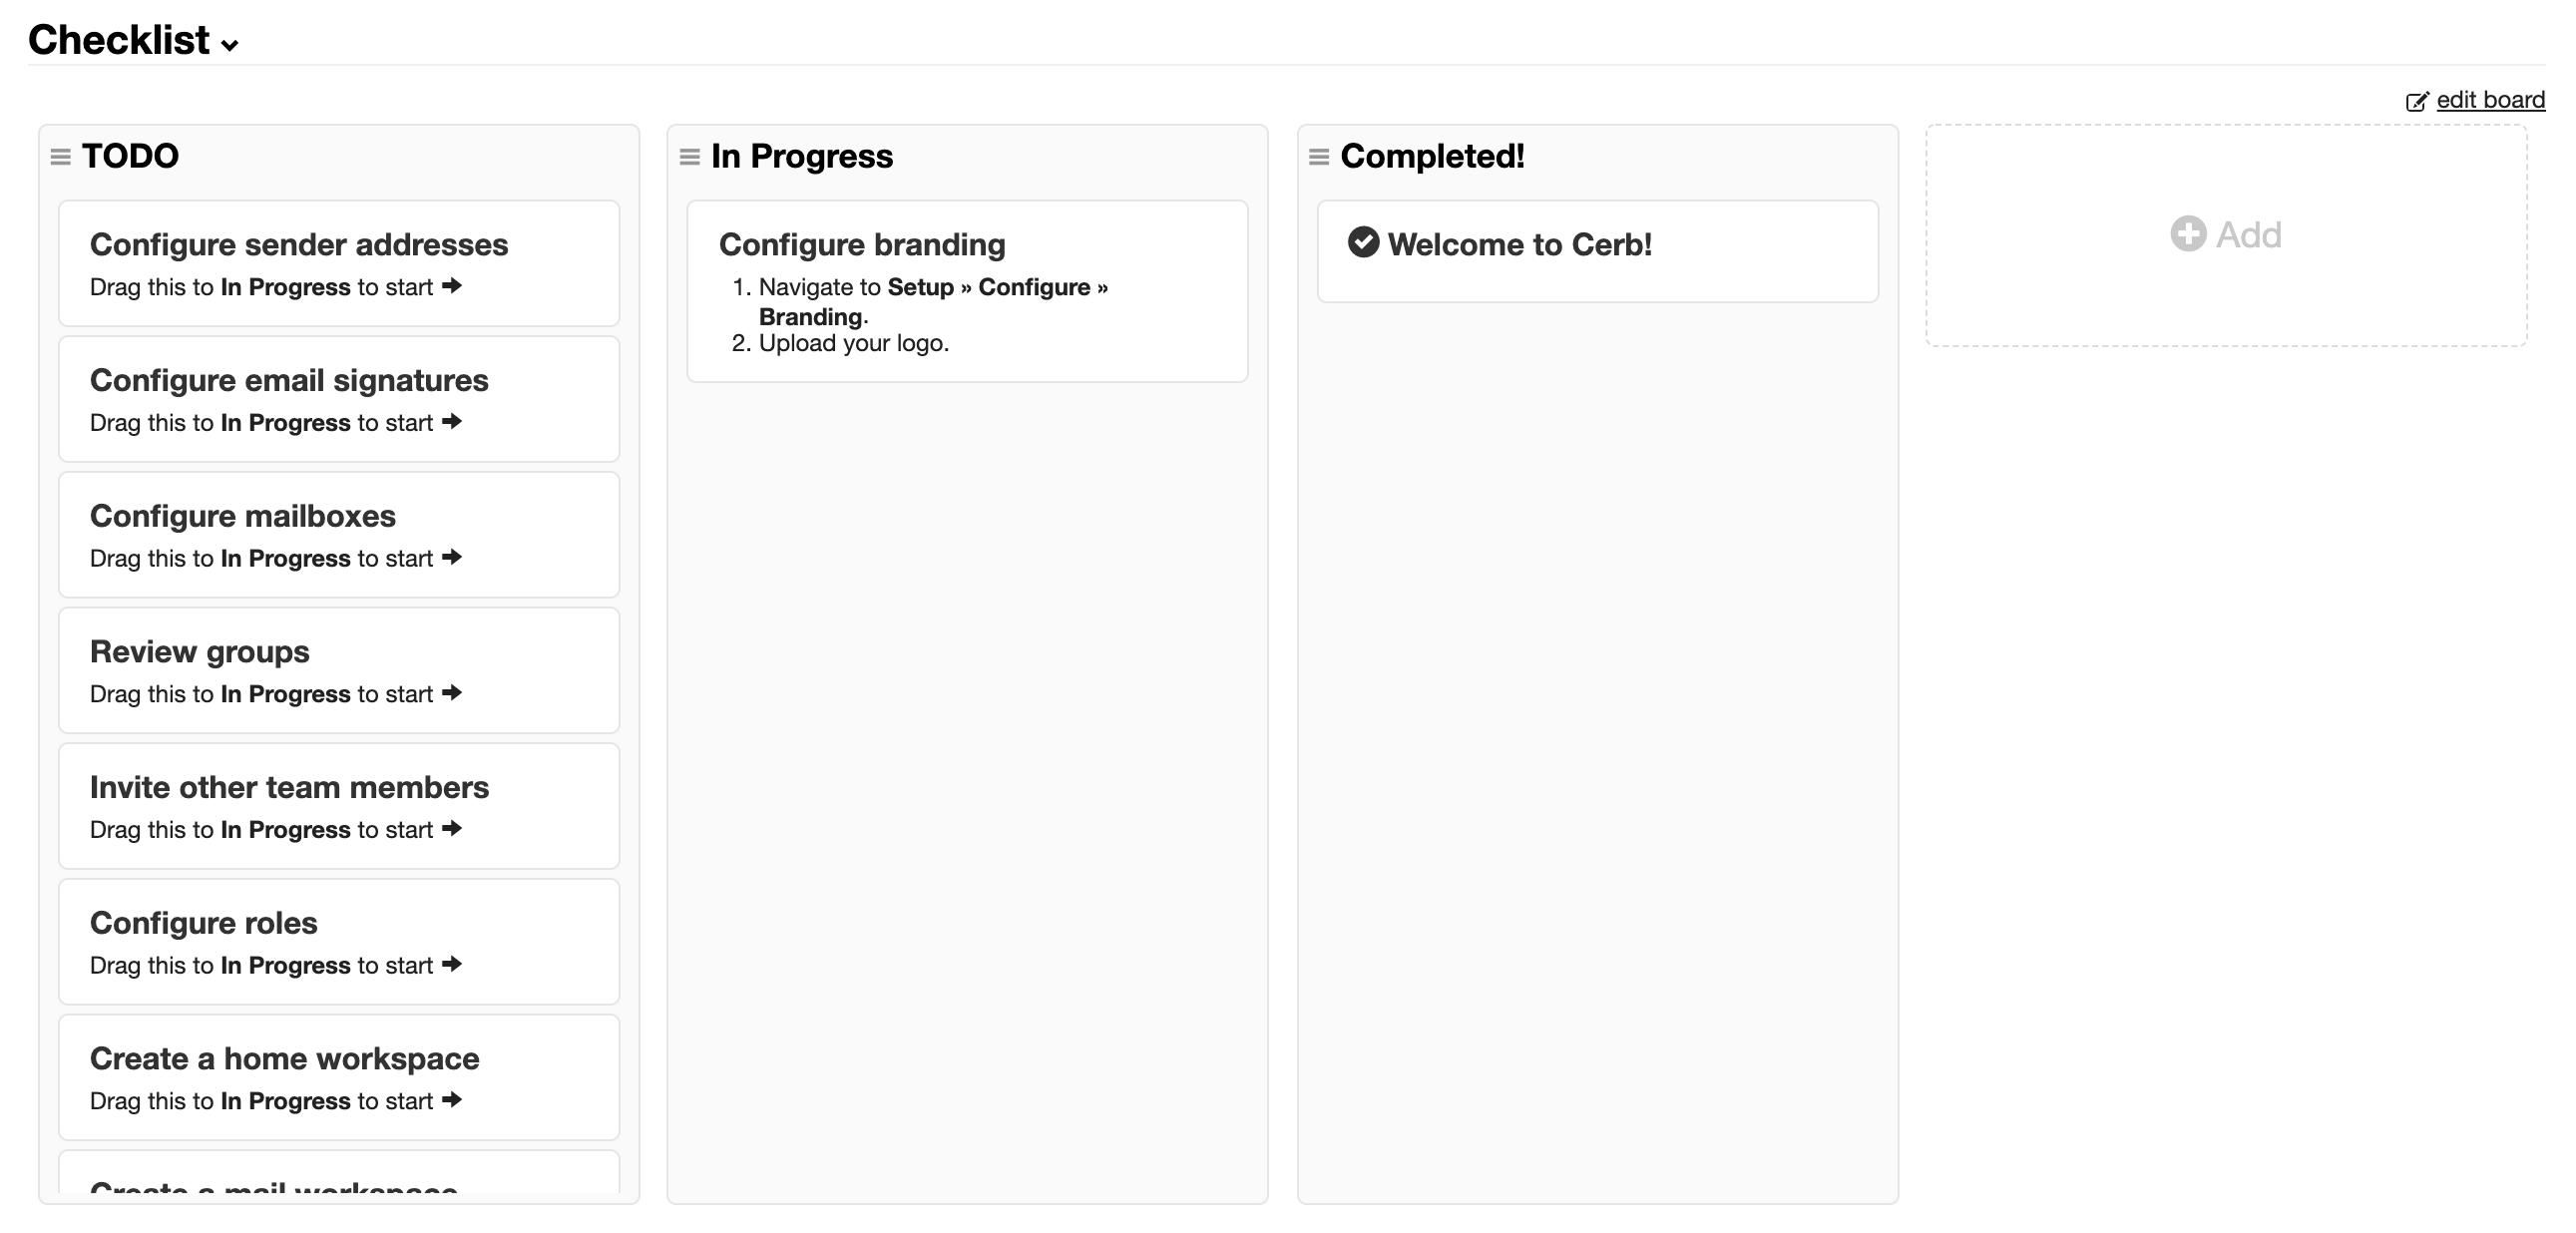 Checklist
edit board
TODO
Configure sender addresses
Drag this to In Progress to start
Configure email signatures
Drag this to In Progress to start
Configure mailboxes
Drag this to In Progress to start
Review groups
Drag this to In Progress to start
Invite other team members
Drag this to In Progress to start
Configure roles
Drag this to In Progress to start
Create a home workspace
Drag this to In Progress to start
Create a mail workspace
In Progress
Configure branding
1. Navigate to Setup » Configure »
Branding.
2. Upload your logo.
Completed!
Welcome to Cerb!
Add